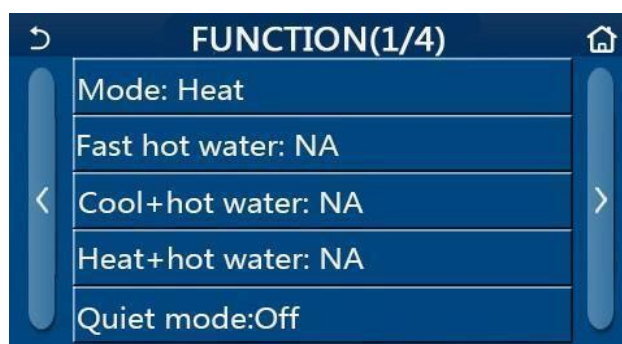 FUNCTION(1/4)
Mode: Heat
Fast hot water: NA
Cool+hot water: NA
Heat+hot water: NA
Quiet mode:Off